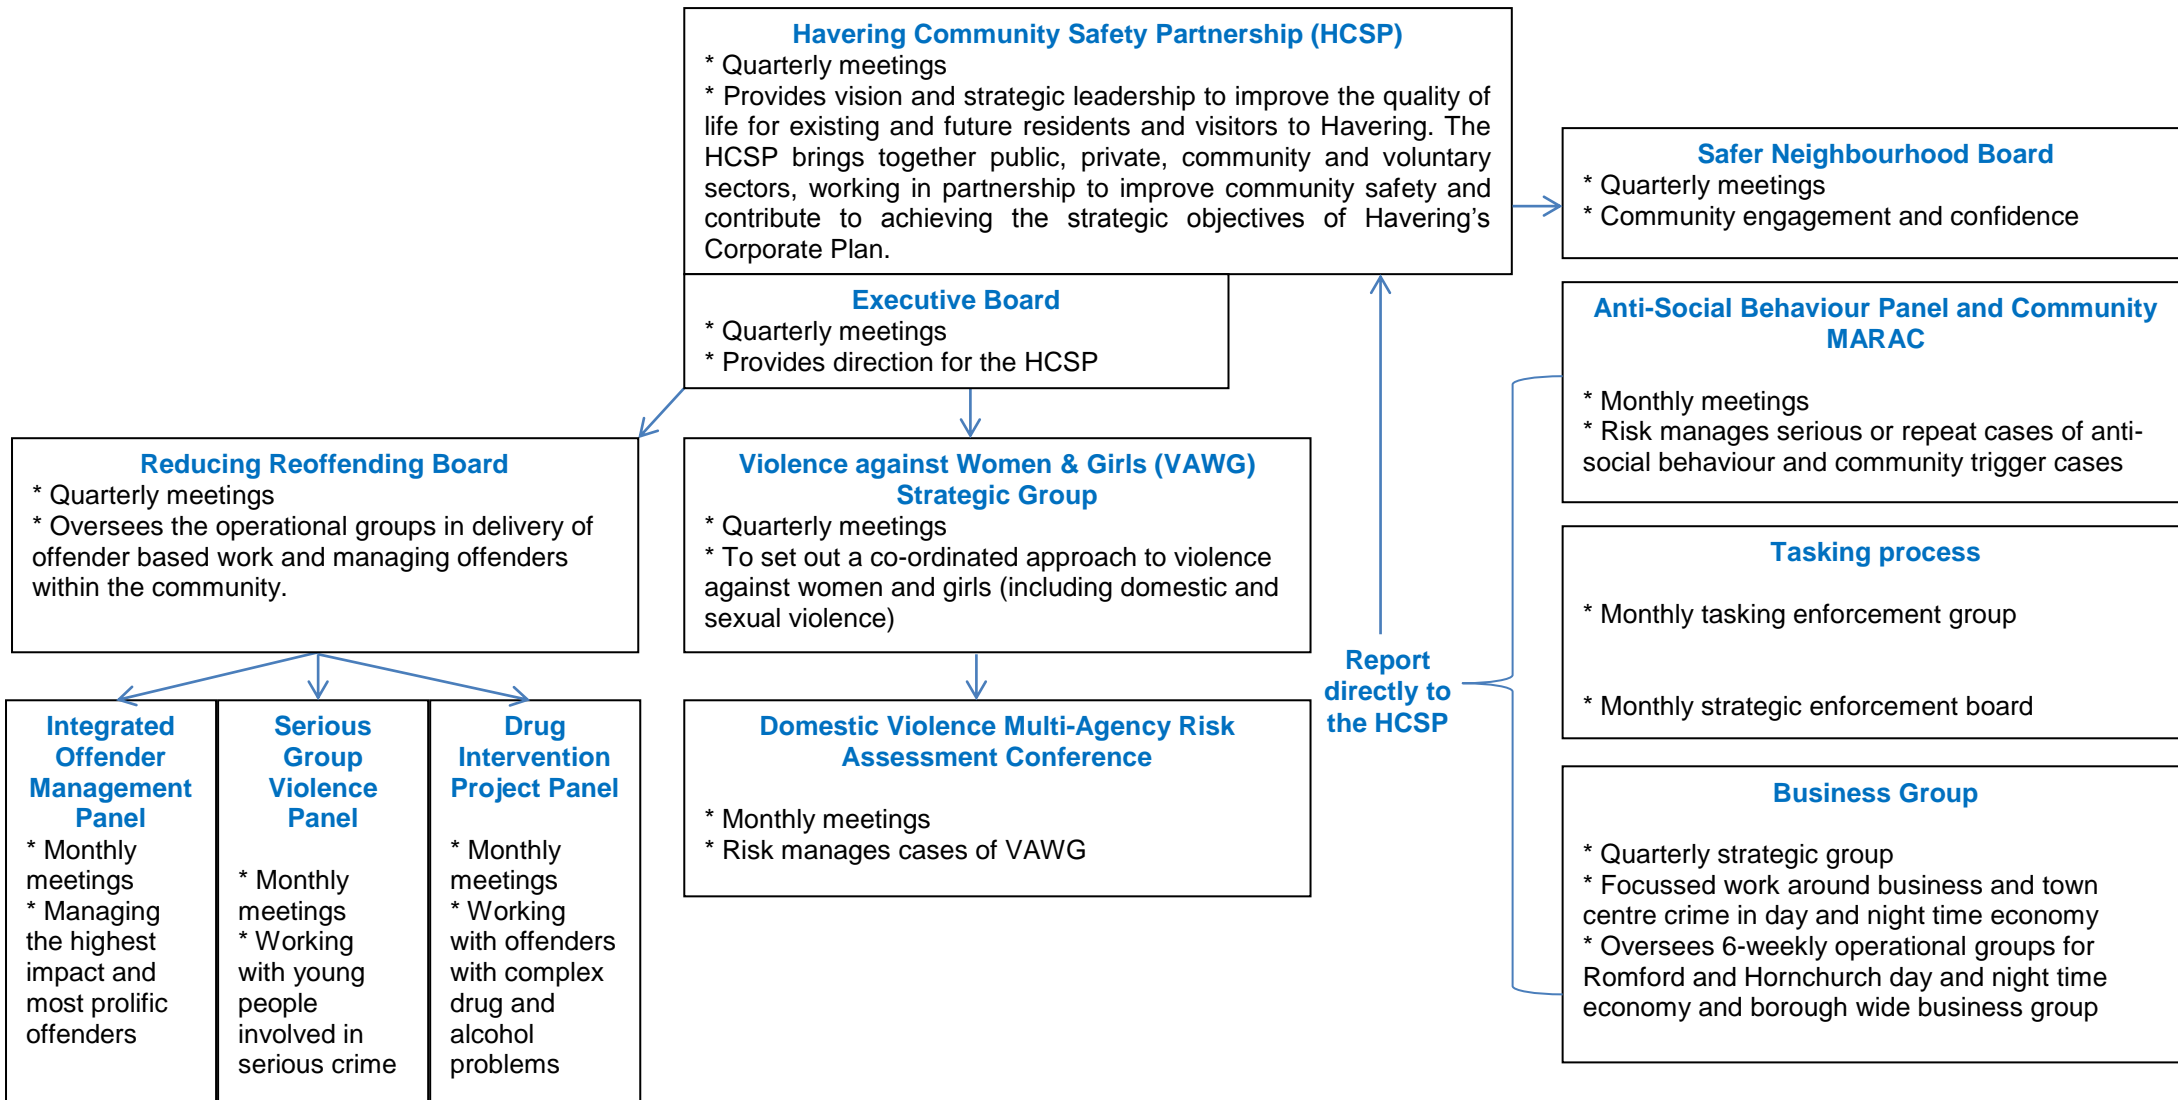 Havering Community Safety Partnership (HCSP)
* Quarterly meetings
* Provides vision and strategic leadership to improve the quality of
life for existing and future residents and visitors to Havering. The
HCSP brings together public, private, community and voluntary
sectors, working in partnership to improve community safety and
contribute to achieving the strategic objectives of Havering's
Corporate Plan.
Safer Neighbourhood Board
* Quarterly meetings
* Community engagement and confidence
Executive Board
* Quarterly meetings
* Provides direction for the HCSP
Anti-Social Behaviour Panel and Community
MARAC
* Monthly meetings
* Risk manages serious or repeat cases of anti-
social behaviour and community trigger cases
Reducing Reoffending Board
* Quarterly meetings
* Oversees the operational groups in delivery of
offender based work and managing offenders
within the community.
Violence against Women & Girls (VAWG)
Strategic Group
* Quarterly meetings
* To set out a co-ordinated approach to violence
against women and girls (including domestic and
sexual violence)
Report
directly to
the HCSP
Tasking process
* Monthly tasking enforcement group
* Monthly strategic enforcement board
Integrated
Offender
Management
Panel
* Monthly
meetings
* Managing
the highest
impact and
most prolific
offenders
Serious
Group
Violence
Panel
* Monthly
meetings
* Working
with young
people
involved in
serious crime
Drug
Intervention
Project Panel
* Monthly
meetings
* Working
with offenders
with complex
drug and
alcohol
problems
Domestic Violence Multi-Agency Risk
Assessment Conference
* Monthly meetings
* Risk manages cases of VAWG
Business Group
* Quarterly strategic group
* Focussed work around business and town
centre crime in day and night time economy
* Oversees 6-weekly operational groups for
Romford and Hornchurch day and night time
economy and borough wide business group